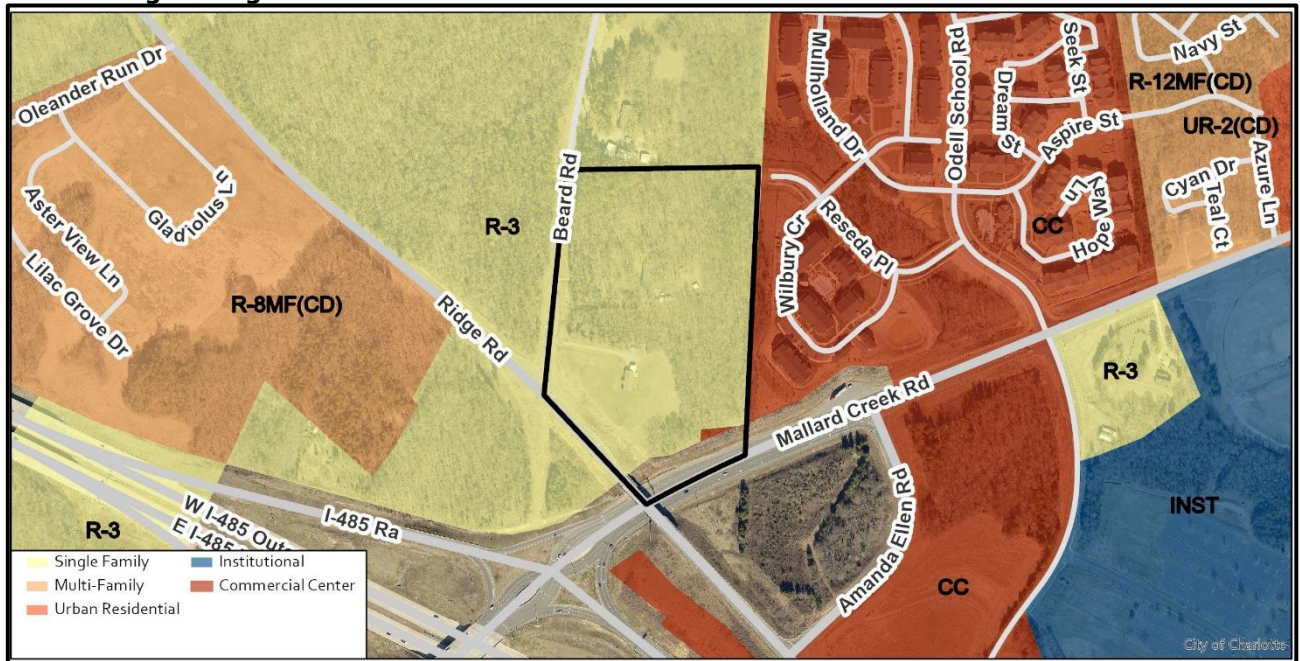 Oleander Run Dr
Gladiolus Ln
Aster View Ln
Lilac Grove Dr
R-8MF(CD)
Ridge Rd
R-3
Beard Rd
Mullholland Dr
Odell School Rd
Seek St
Dream St
Aspire St
Navy St
R-12MF(CD)
UR-2(CD)
Azure Ln
Cyan Dr
Teal Ct
Wilbury Cr
Reseda Pl
CC
Hope Way
Ln
Mallard Creek Rd
R-3
Amanda Ellen Rd
INST
CC
I-485 Ra
W I-485 Oute
E I-485
R-3
Single Family
Multi-Family
Urban Residential
Institutional
Commercial Center
City of Charlotte